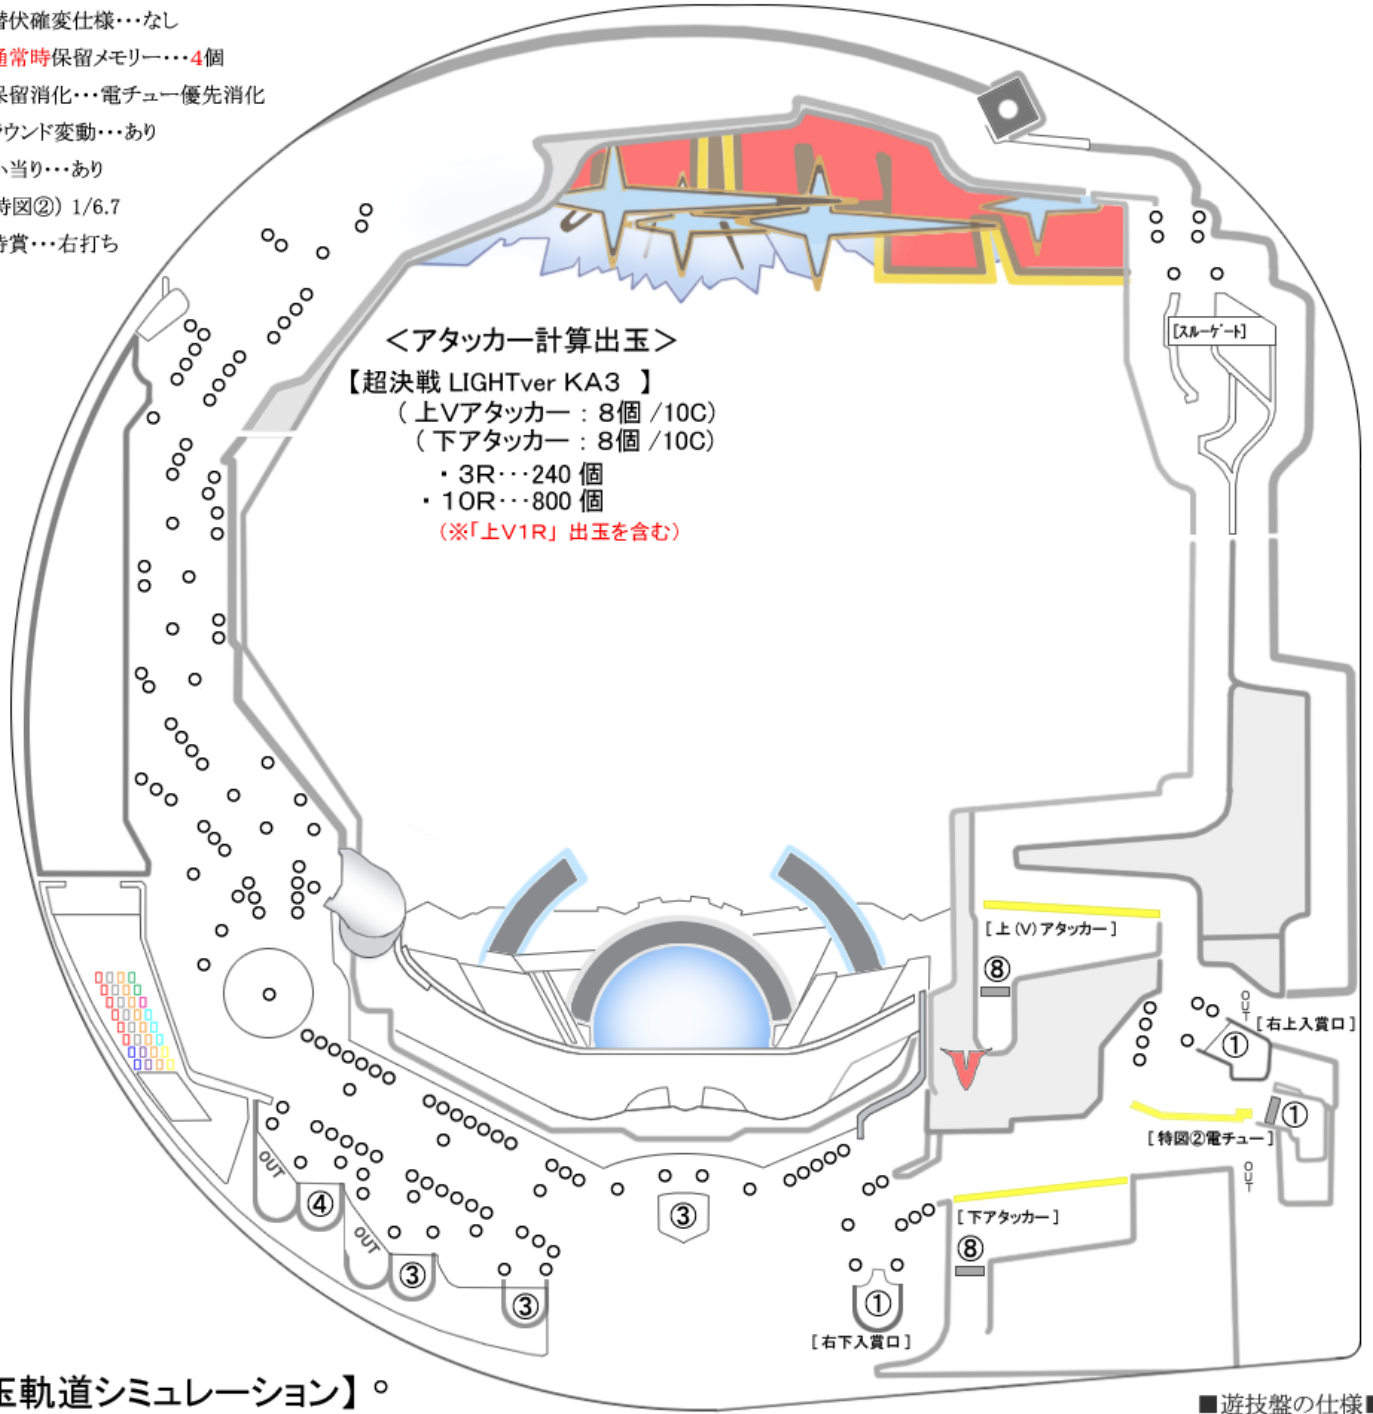 潜伏確変仕様･･･なし
通常時保留メモリー･･･4個
保留消化･･･電チュー優先消化
ラウンド変動･･･あり
小当り･･･あり
特図②) 1/6.7
特賞･･･右打ち
[スルーゲート]
＜アタッカー計算出玉＞
【超決戦 LIGHTver KA3 】
( 上Vアタッカー : 8個 /10C)
( 下アタッカー : 8個 /10C)
・3R･･･240 個
・10R･･･800 個
(※｢上V1R｣ 出玉を含む)
[上(V)アタッカー]
⑧
OUT
[右上入賞口]
①
①
[特図②電チュー]
OUT
OUT
④
③
[下アタッカー]
OUT
⑧
③
③
①
[右下入賞口]
玉軌道シミュレーション】
■遊技盤の仕様■